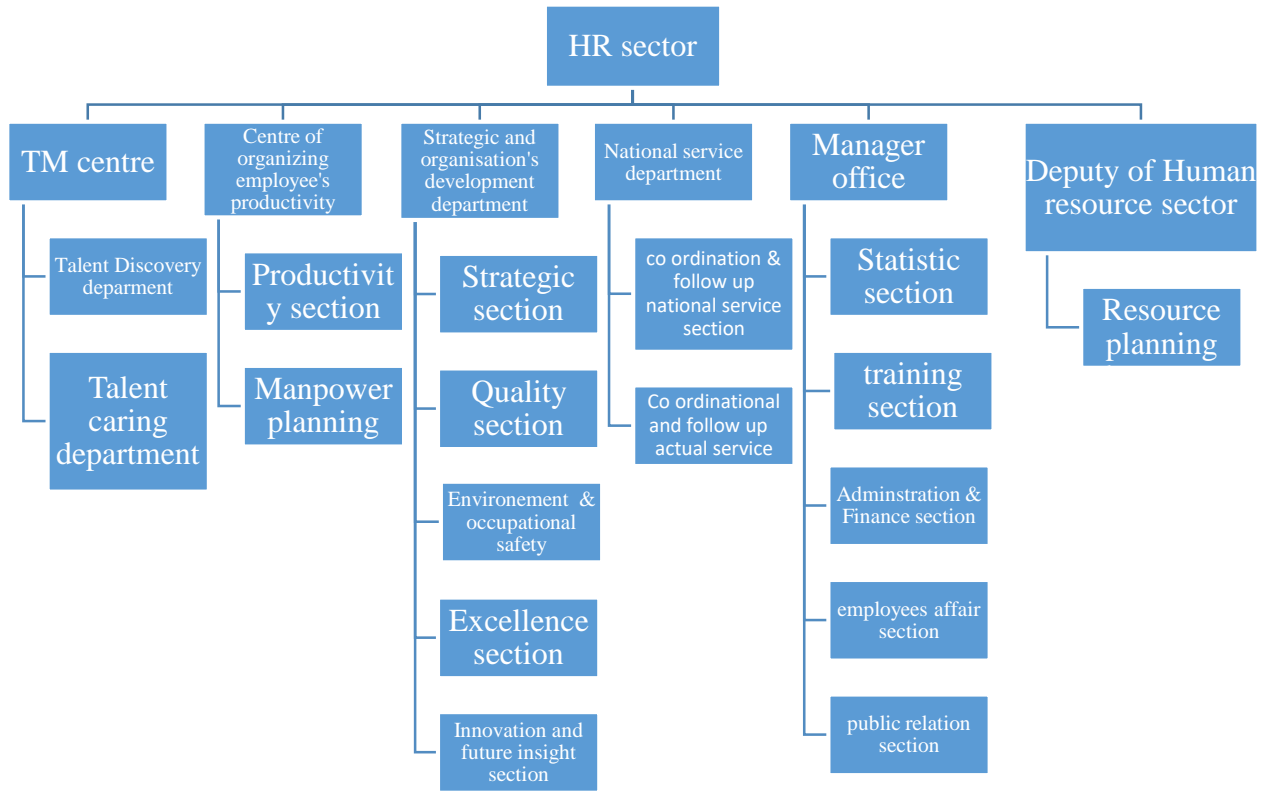 HR sector
TM centre
Talent Discovery
deparment
Talent
caring
department
Centre of
organizing
employee's
productivity
Productivit
y section
Manpower
planning
Strategic and
organisation's
development
department
Strategic
section
Quality
section
Environement &
occupational
safety
Excellence
section
Innovation and
future insight
section
National service
department
co ordination &
follow up
national service
section
Co ordinational
and follow up
actual service
Manager
office
Statistic
section
training
section
Adminstration &
Finance section
employees affair
section
public relation
section
Deputy of Human
resource sector
Resource
planning